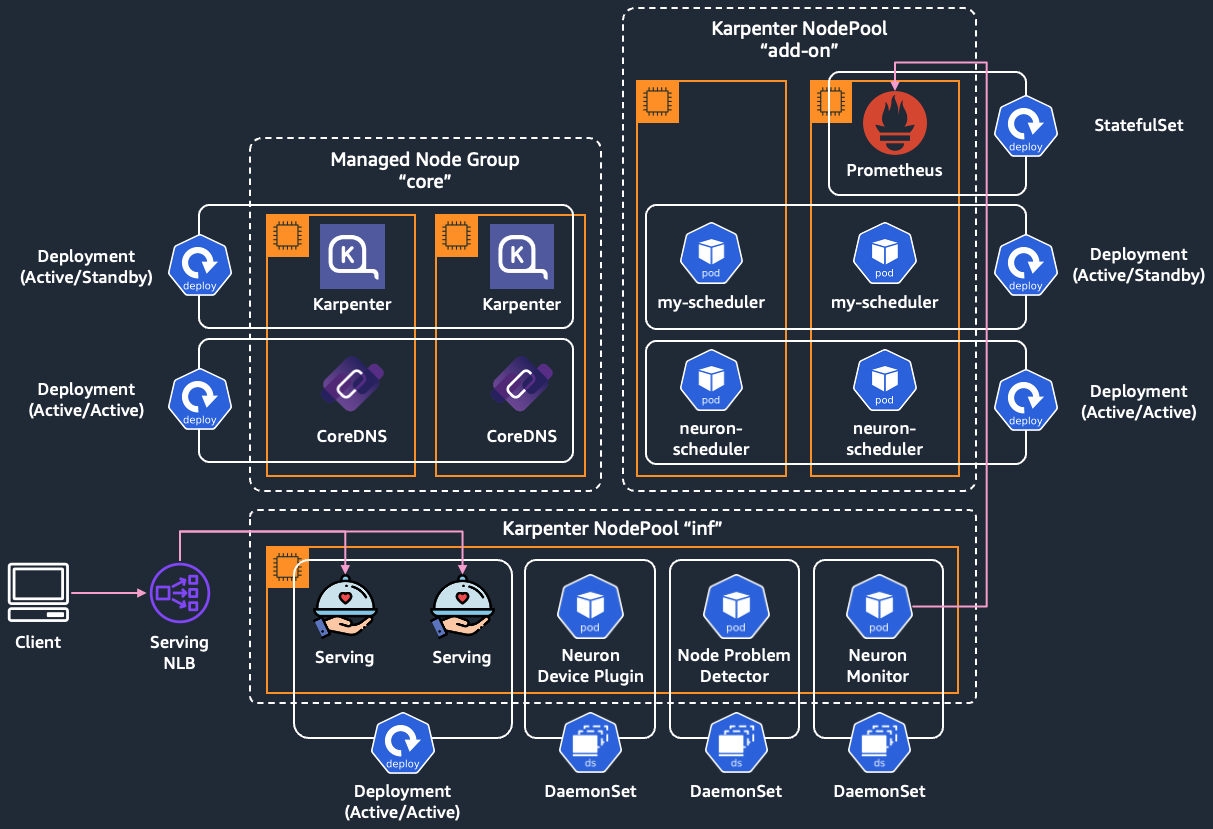 Karpenter NodePool
“add-on”
deploy
StatefulSet
Prometheus
Managed Node Group
“core”
Deployment
(Active/Standby)
deploy
K
Karpenter
K
Karpenter
pod
my-scheduler
pod
my-scheduler
deploy
Deployment
(Active/Standby)
Deployment
(Active/Active)
deploy
CoreDNS
CoreDNS
pod
neuron-
scheduler
pod
neuron-
scheduler
deploy
Deployment
(Active/Active)
Karpenter NodePool “inf”
Client
Serving
NLB
Serving
Serving
pod
Neuron
Device Plugin
pod
Node Problem
Detector
pod
Neuron
Monitor
deploy
Deployment
(Active/Active)
ds
DaemonSet
ds
DaemonSet
ds
DaemonSet